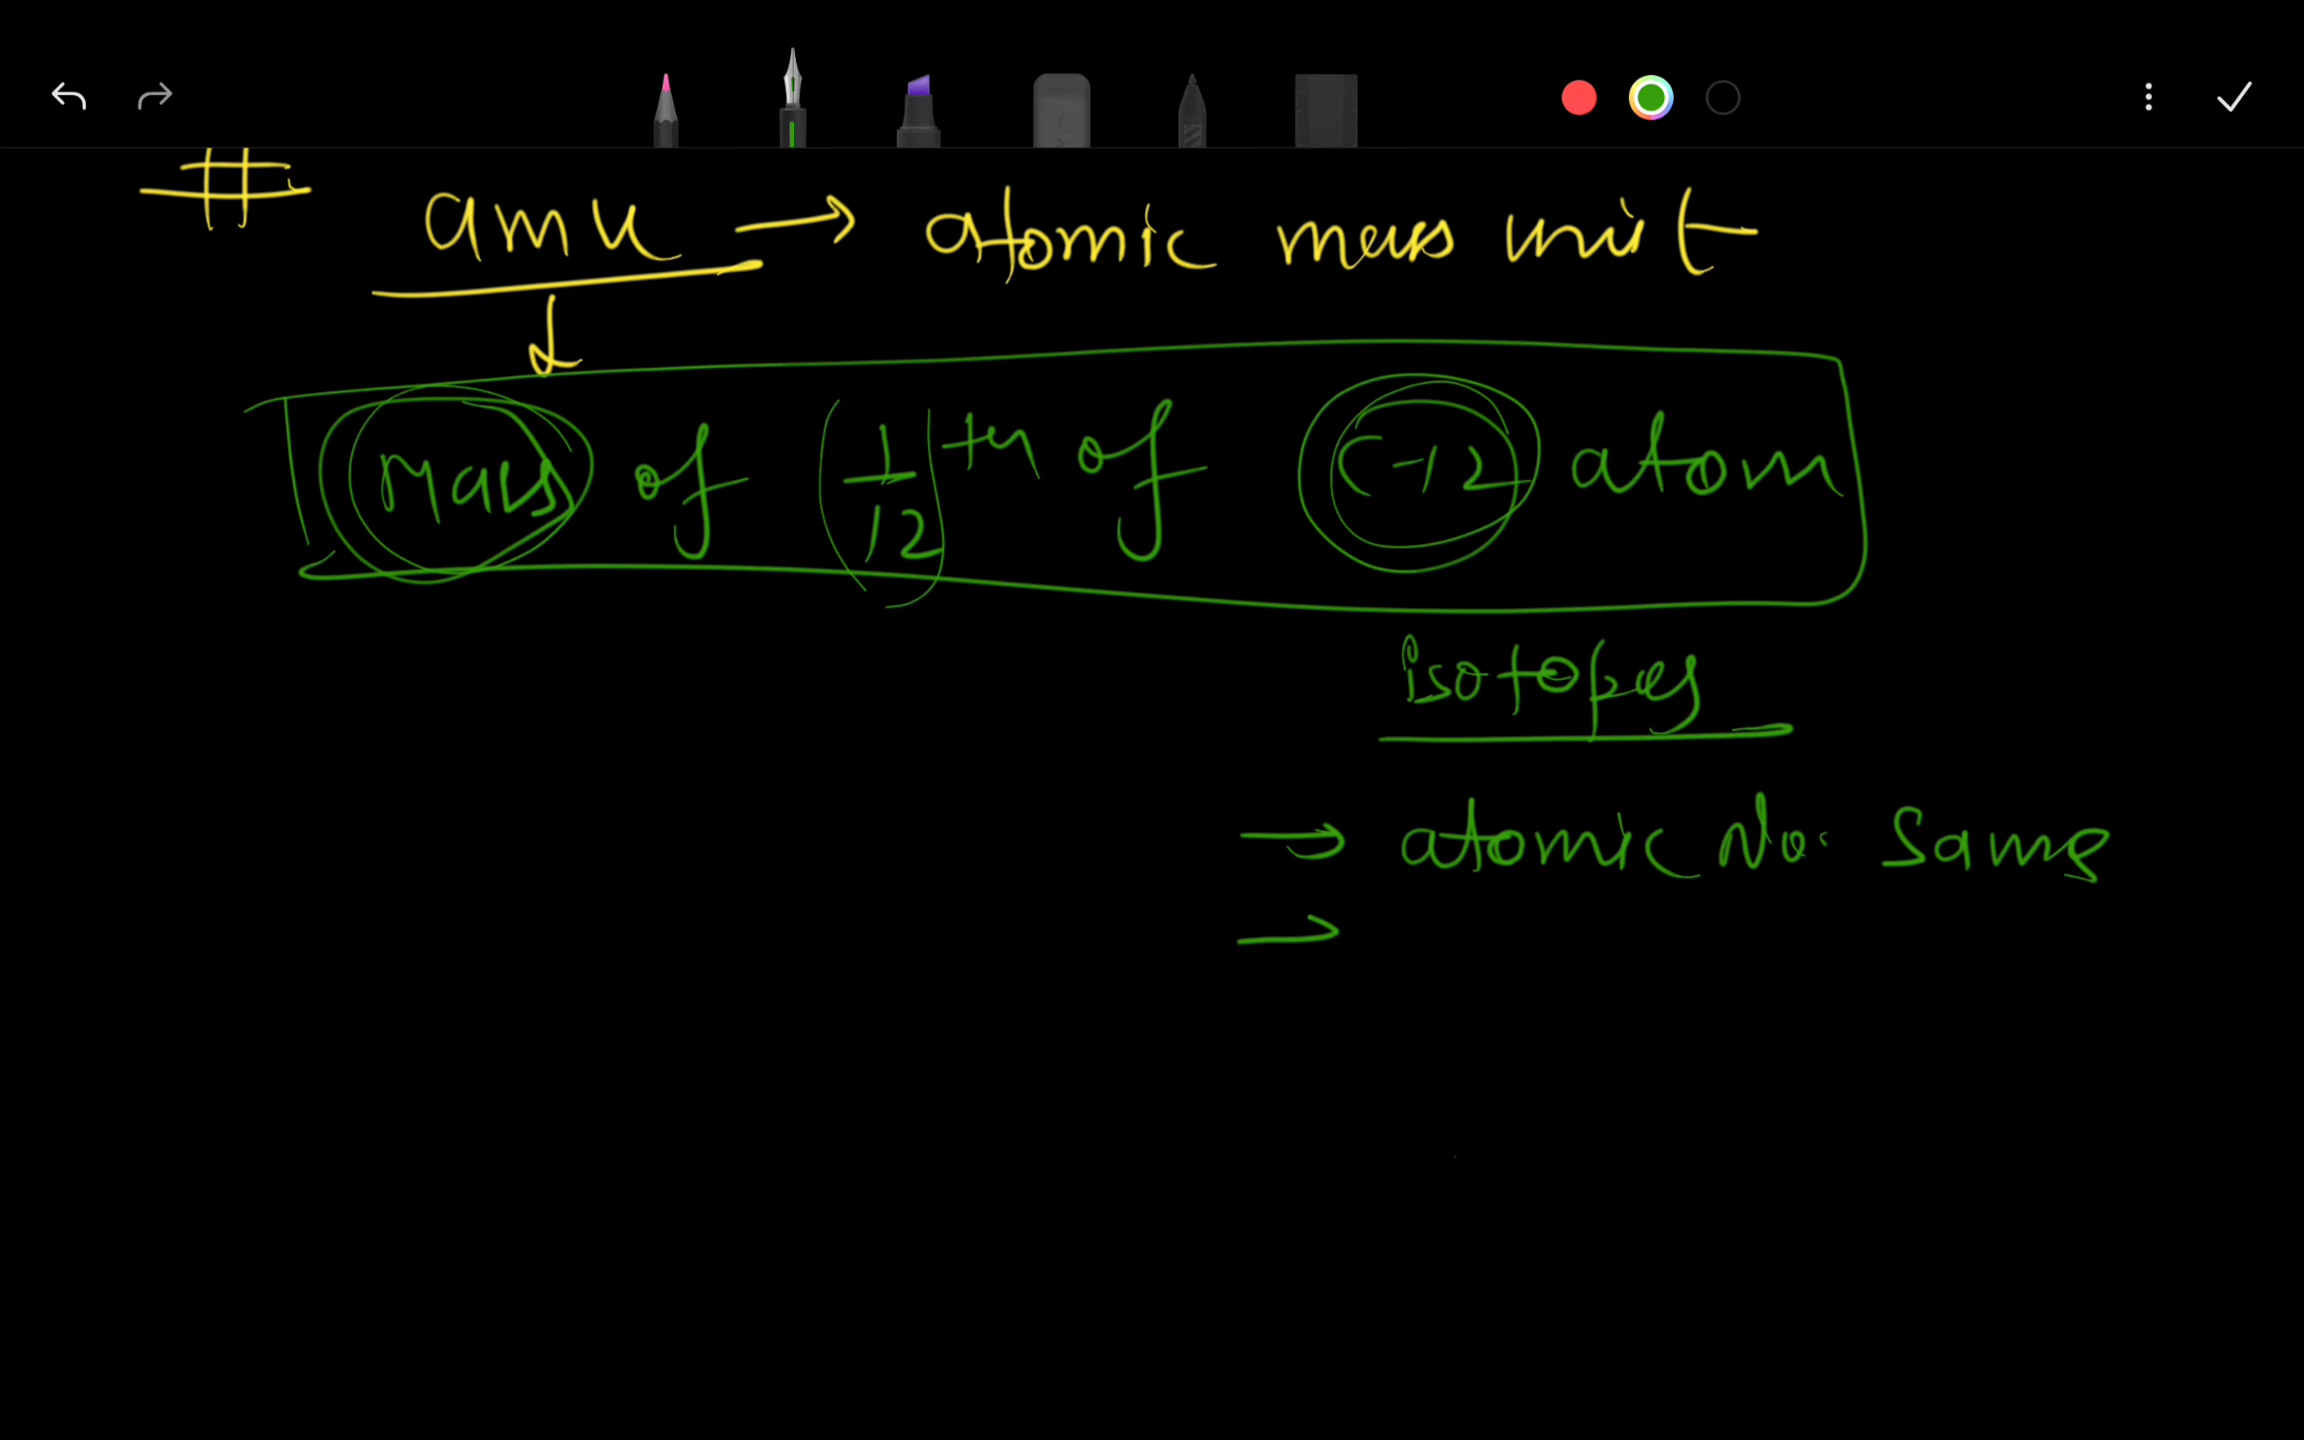 # amu → atomic mass unit
Mass of (1/12)th of C-12 atom
isotopes
→ atomic No. Same
→